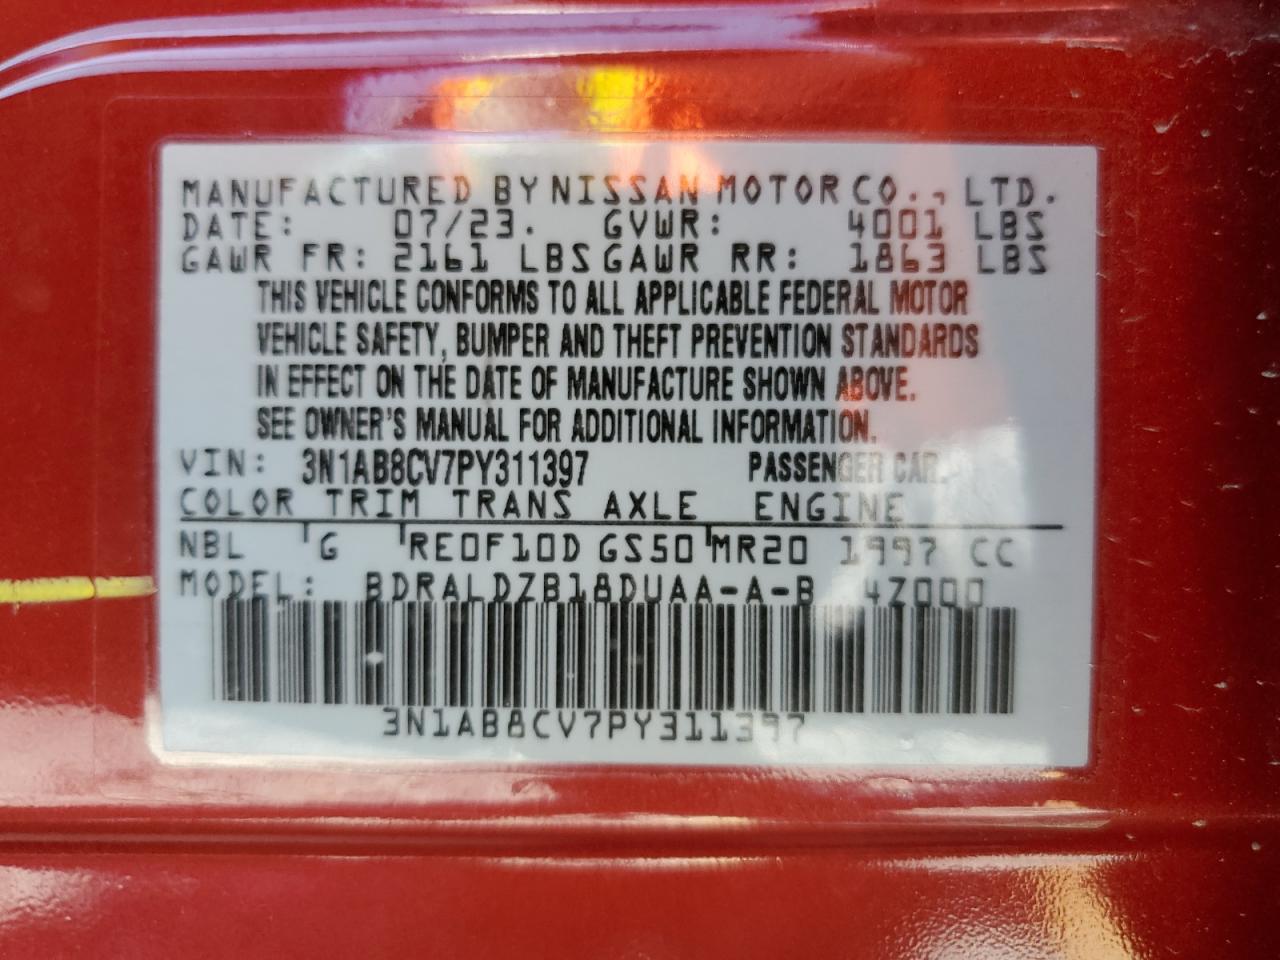 MANUFACTURED BY NISSAN MOTOR CO., LTD.
DATE: 07/23. GVWR: 4001 LBS
GAWR FR: 2161 LBS GAWR RR: 1863 LBS
THIS VEHICLE CONFORMS TO ALL APPLICABLE FEDERAL MOTOR
VEHICLE SAFETY, BUMPER AND THEFT PREVENTION STANDARDS
IN EFFECT ON THE DATE OF MANUFACTURE SHOWN ABOVE.
SEE OWNER'S MANUAL FOR ADDITIONAL INFORMATION.
VIN: 3N1AB8CV7PY311397 PASSENGER CAR.
COLOR TRIM TRANS AXLE ENGINE
NBL G RE0F10D GS50 MR20 1997 CC
MODEL: BDRALDZB18DUAA-A-B 4Z000
3N1AB8CV7PY311397